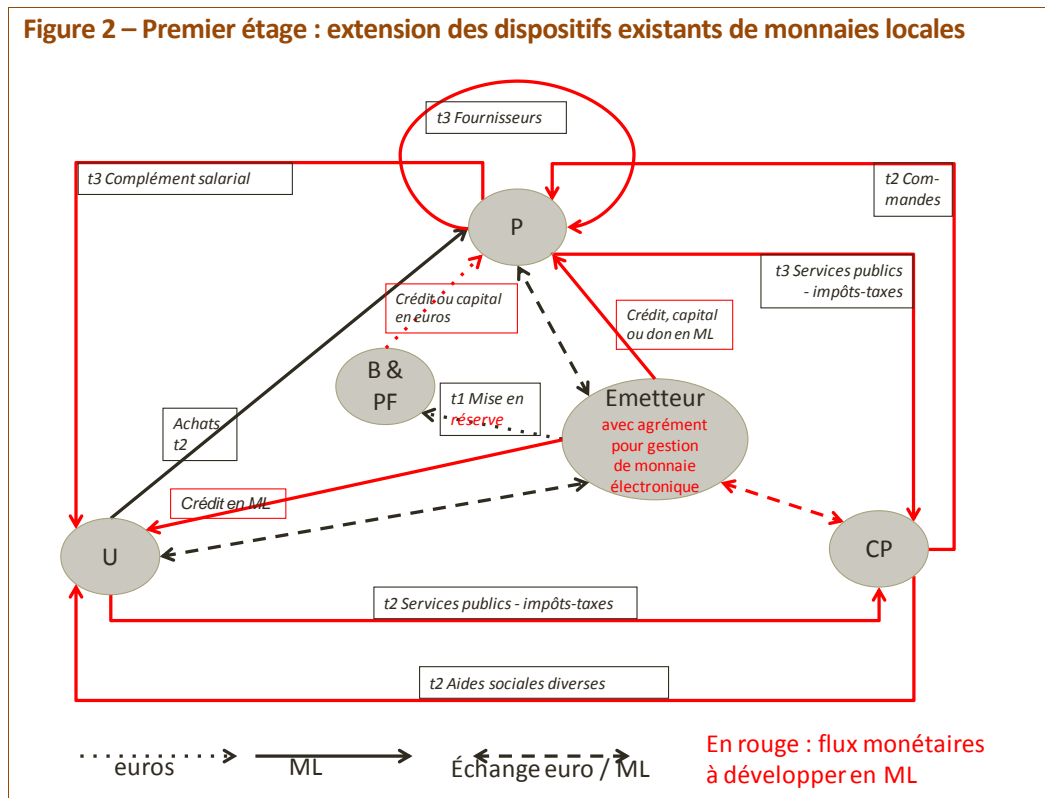 Figure 2 – Premier étage : extension des dispositifs existants de monnaies locales
t3 Fournisseurs
t3 Complément salarial
t2 Com-
mandes
P
t3 Services publics
- impôts-taxes
Crédit ou capital
en euros
Crédit, capital
ou don en ML
B &
PF
t1 Mise en
réserve
Emetteur
avec agrément
pour gestion
de monnaie
électronique
Achats
t2
Crédit en ML
U
CP
t2 Services publics - impôts-taxes
t2 Aides sociales diverses
euros
ML
Échange euro / ML
En rouge : flux monétaires
à développer en ML